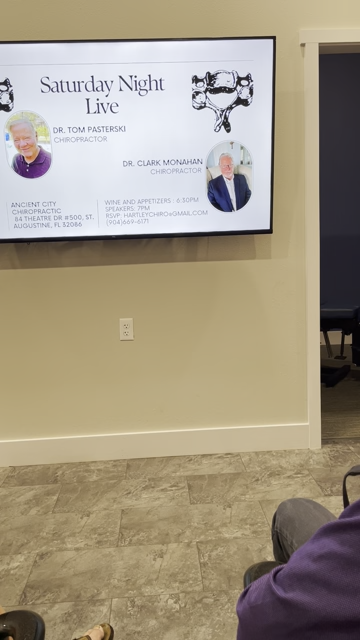 Saturday Night
Live
DR. TOM PASTERSKI
CHIROPRACTOR
DR. CLARK MONAHAN
CHIROPRACTOR
ANCIENT CITY
CHIROPRACTIC
84 THEATRE DR #500, ST.
AUGUSTINE, FL 32086
WINE AND APPETIZERS : 6:30PM
SPEAKERS: 7PM
RSVP: HARTLEYCHIRO@GMAIL.COM
(904)669-6171